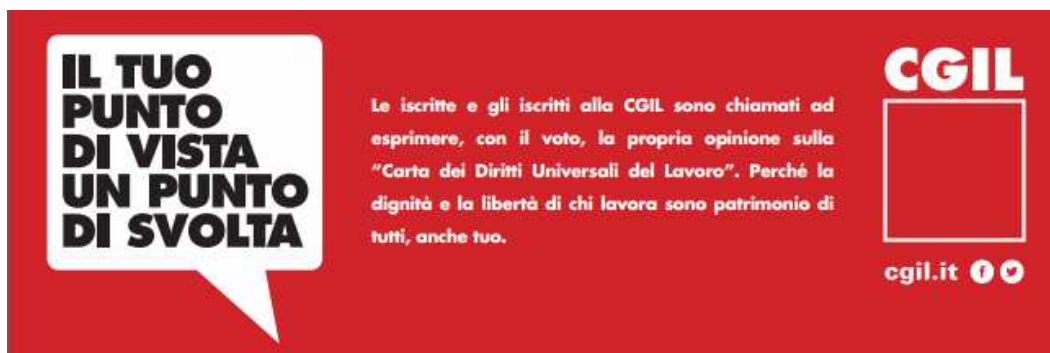 IL TUO
PUNTO
DI VISTA
UN PUNTO
DI SVOLTA
Le iscritte e gli iscritti alla CGIL sono chiamati ad
esprimere, con il voto, la propria opinione sulla
“Carta dei Diritti Universali del Lavoro”. Perché la
dignità e la libertà di chi lavora sono patrimonio di
tutti, anche tuo.
CGIL
cgil.it